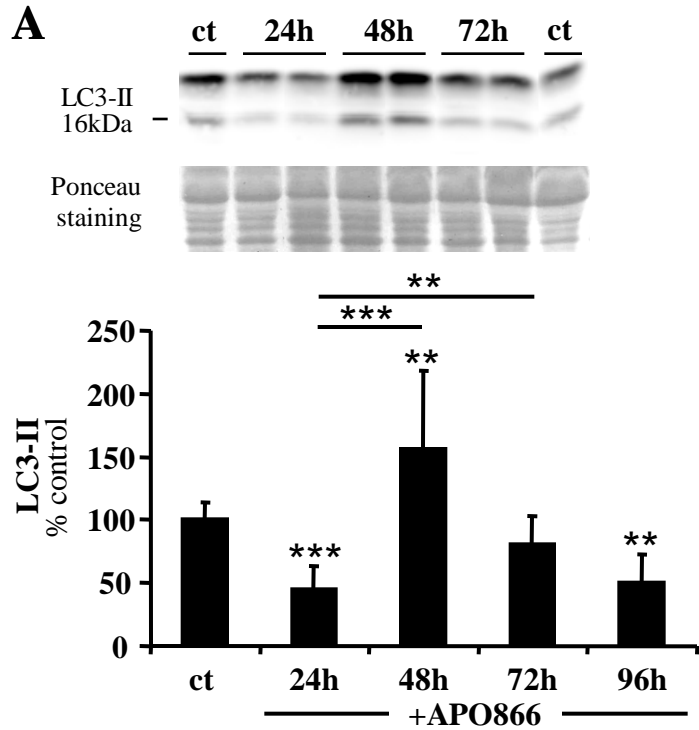 A
ct 24h 48h 72h ct
LC3-II
16kDa
Ponceau
staining
**
***
250
200
150
100
50
0
LC3-II
% control
***
**
**
ct 24h 48h 72h 96h
+APO866